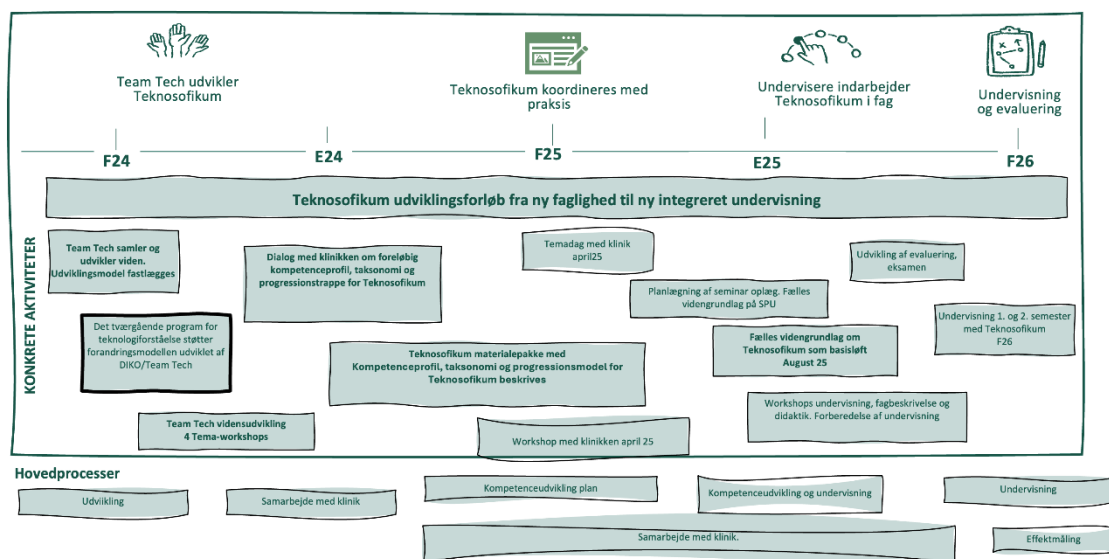 Team Tech udvikler
Teknosofikum
Teknosofikum koordineres med
praksis
Undervisere indarbejder
Teknosofikum i fag
Undervisning
og evaluering
F24
E24
F25
E25
F26
Teknosofikum udviklingsforløb fra ny faglighed til ny integreret undervisning
KONKRETE AKTIVITETER
Team Tech samler og
udvikler viden.
Udviklingsmodel fastlægges
Dialog med klinikken om foreløbig
kompetenceprofil, taksonomi og
progressionstrappe for Teknosofikum
Temadag med klinik
april25
Udvikling af evaluering,
eksamen
Planlægning af seminar oplæg. Fælles
videngrundlag på SPU
Det tværgående program for
teknologiforståelse støtter
forandringsmodellen udviklet af
DIKO/Team Tech
Teknosofikum materialepakke med
Kompetenceprofil, taksonomi og progressionsmodel for
Teknosofikum beskrives
Fælles videngrundlag om
Teknosofikum som basisløft
August 25
Undervisning 1. og 2. semester
med Teknosofikum
F26
Team Tech vidensudvikling
4 Tema-workshops
Workshop med klinikken april 25
Workshops undervisning, fagbeskrivelse og
didaktik. Forberedelse af undervisning
Hovedprocesser
Udviikling
Samarbejde med klinik
Kompetenceudvikling plan
Kompetenceudvikling og undervisning
Undervisning
Samarbejde med klinik.
Effektmåling